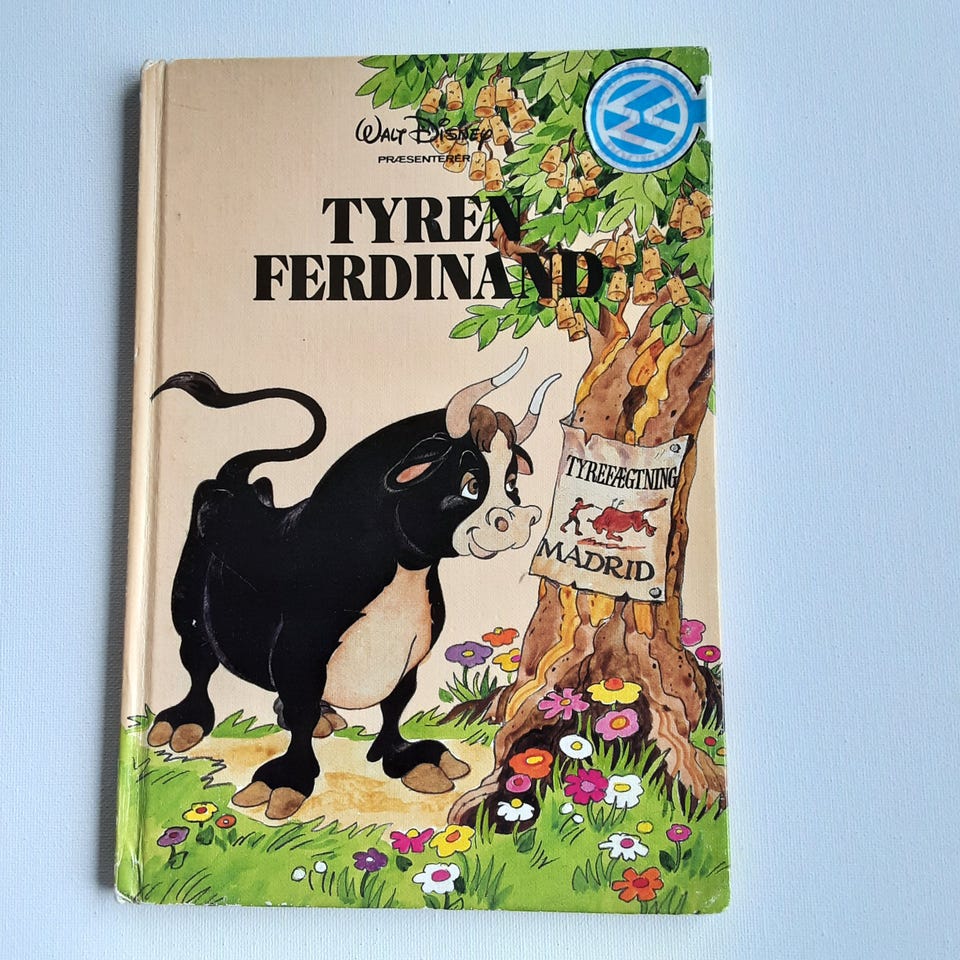 WALT DISNEY
PRÆSENTERER
TYREN
FERDINAND
TYREFÆGTNING
MADRID